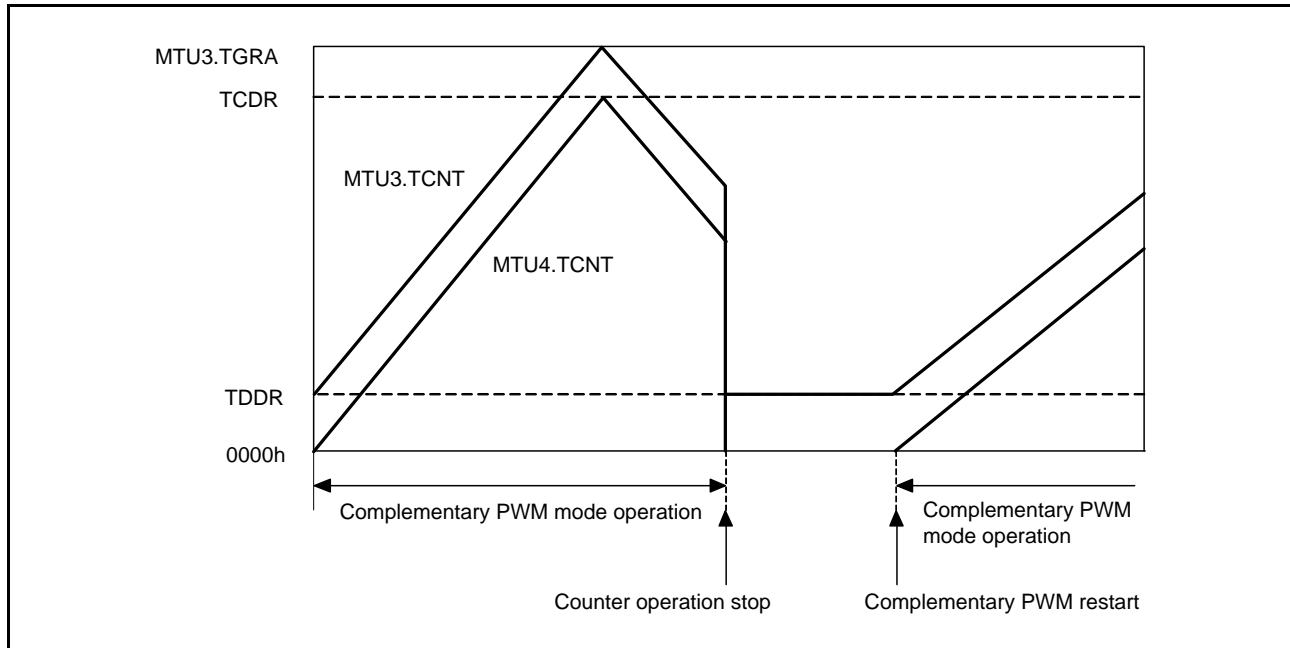 MTU3.TGRA
TCDR
MTU3.TCNT
MTU4.TCNT
TDDR
0000h
Complementary PWM mode operation
Complementary PWM
mode operation
Counter operation stop
Complementary PWM restart